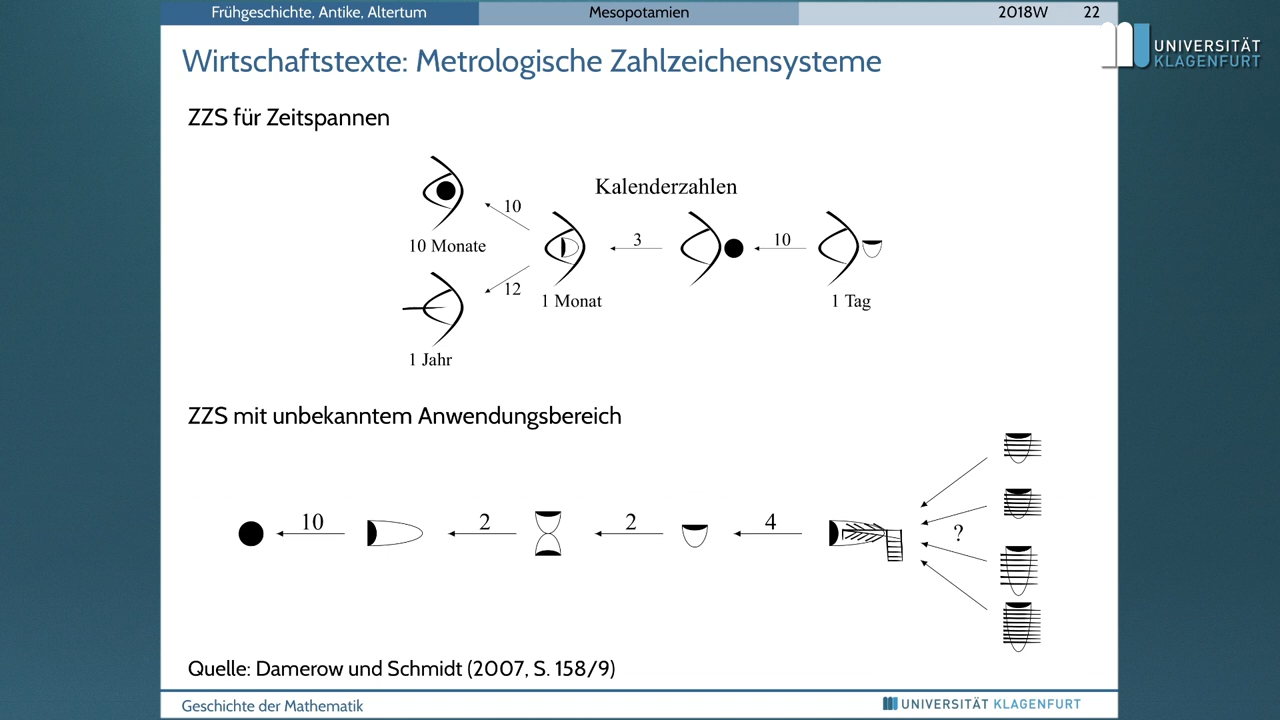 Frühgeschichte, Antike, Altertum Mesopotamien 2018W 22
UNIVERSITÄT
KLAGENFURT
Wirtschaftstexte: Metrologische Zahlzeichensysteme
ZZS für Zeitspannen
Kalenderzahlen
10
3
10
10 Monate
12
1 Monat
1 Tag
1 Jahr
ZZS mit unbekanntem Anwendungsbereich
10 2 2 4 ?
Quelle: Damerow und Schmidt (2007, S. 158/9)
Geschichte der Mathematik UNIVERSITÄT KLAGENFURT